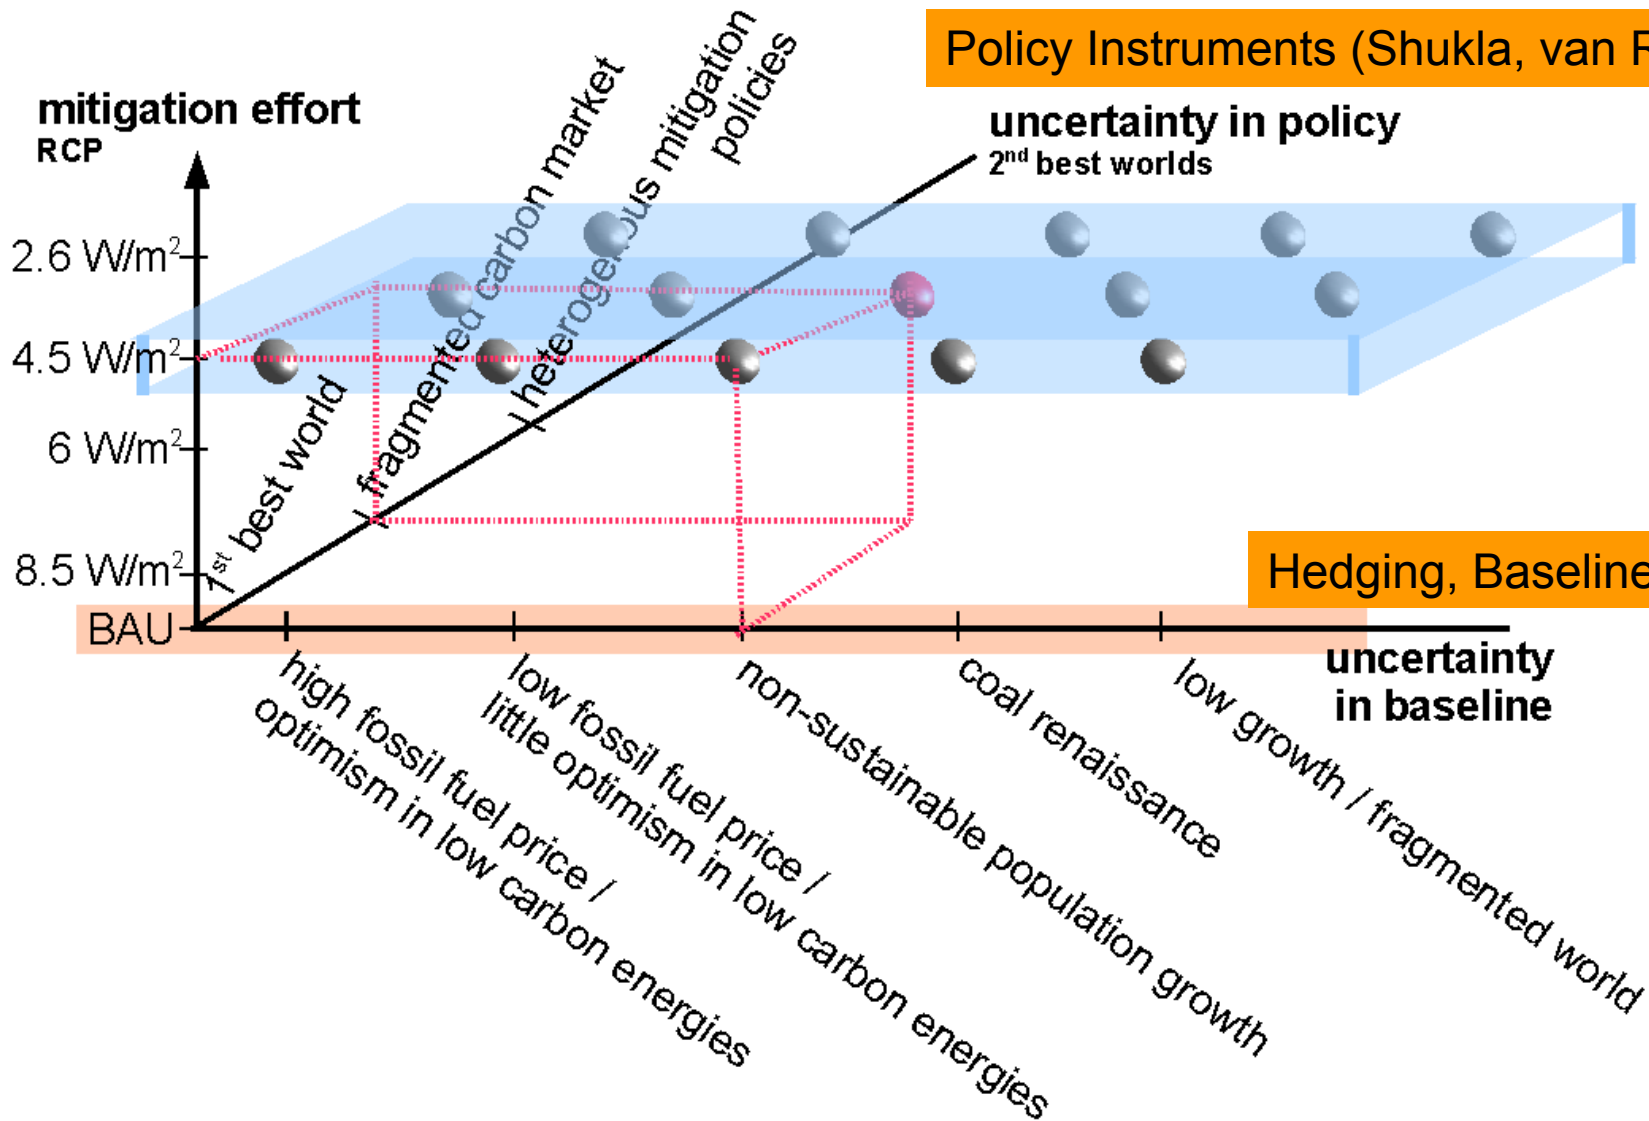 Policy Instruments (Shukla, van
mitigation effort
RCP
uncertainty in policy
2nd best worlds
2.6 W/m2
4.5 W/m2
6 W/m2
8.5 W/m2
BAU
1st best world
fragmented carbon market
heterogenous mitigation
policies
Hedging, Baseline
uncertainty
in baseline
high fossil fuel price /
optimism in low carbon energies
low fossil fuel price /
little optimism in low carbon energies
non-sustainable population growth
coal renaissance
low growth / fragmented world